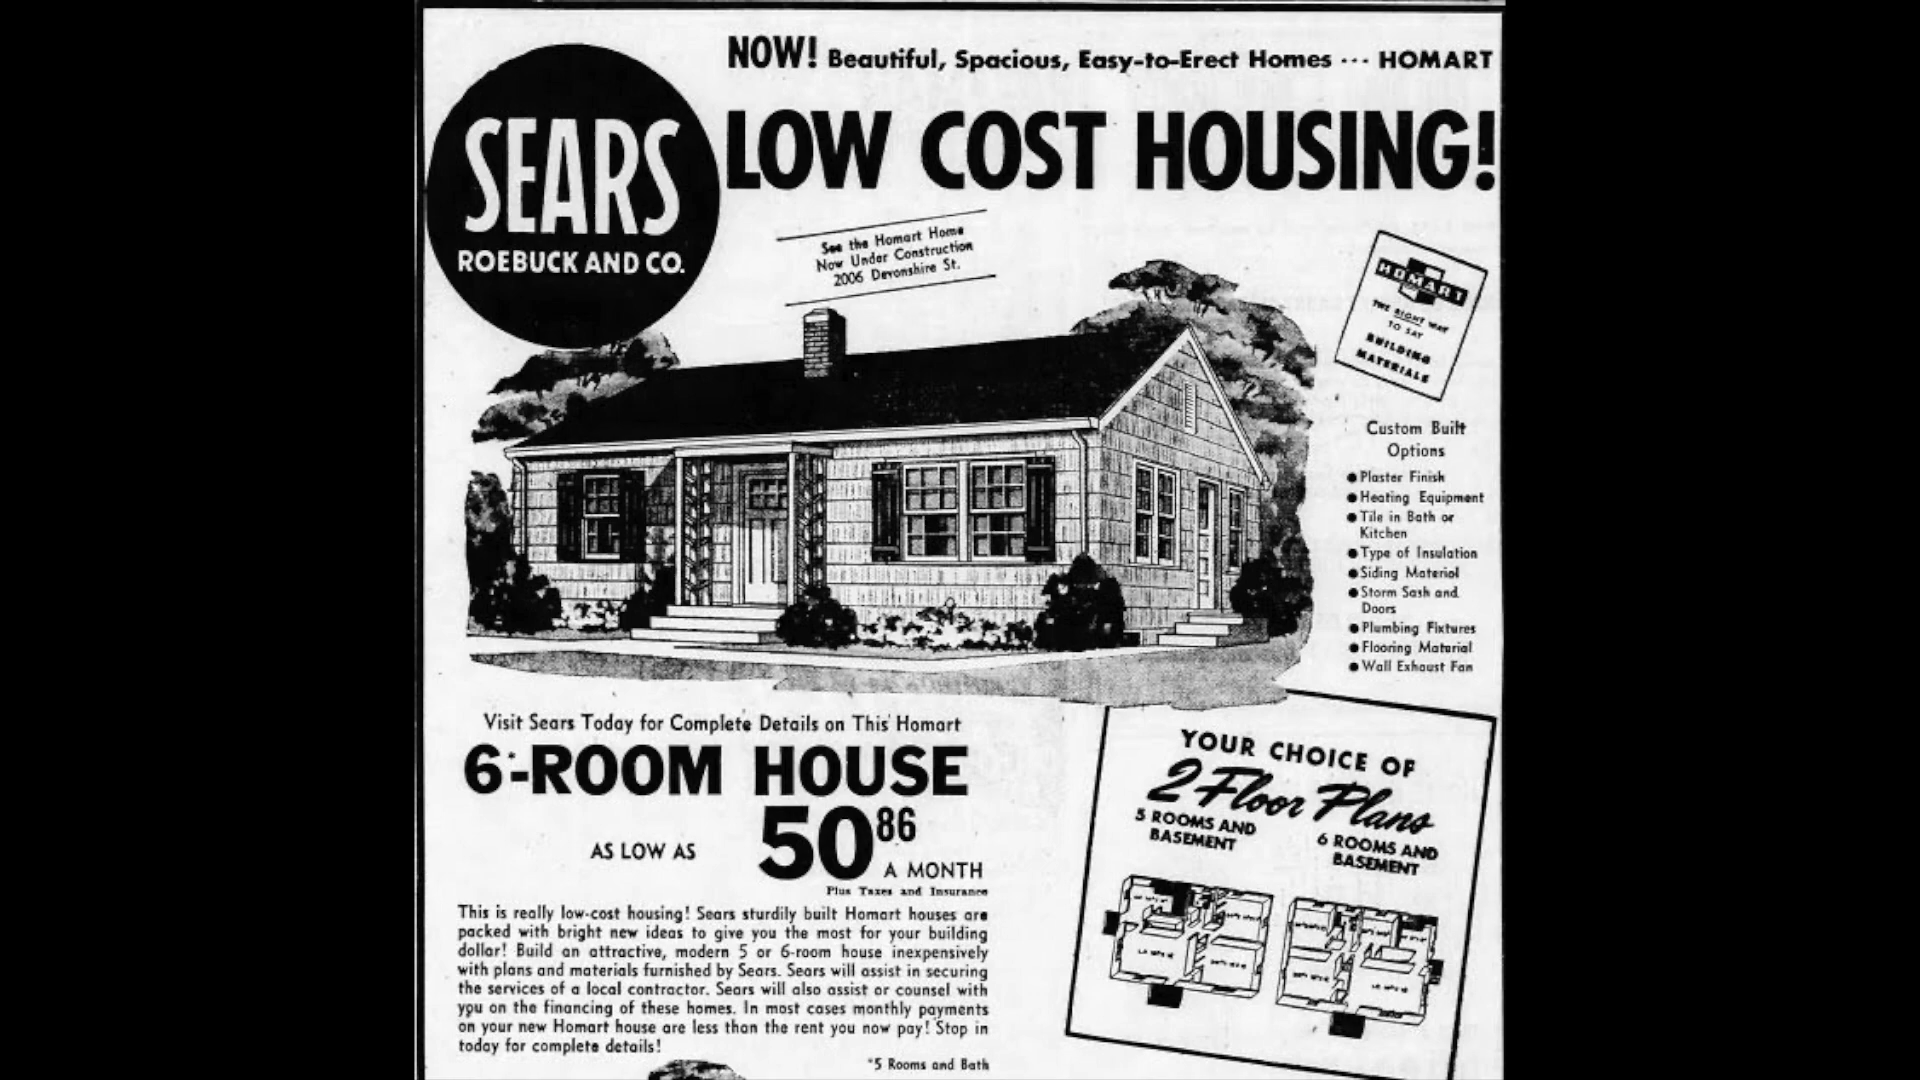 SEARS
ROEBUCK AND CO.
NOW! Beautiful, Spacious, Easy-to-Erect Homes --- HOMART
LOW COST HOUSING!
See the Homart Home
Now Under Construction
2006 Devonshire St.
HOMART
THE RIGHT WAY
TO SAY
BUILDING
MATERIALS
Custom Built
Options
● Plaster Finish
● Heating Equipment
● Tile in Bath or
Kitchen
● Type of Insulation
● Siding Material
● Storm Sash and
Doors
● Plumbing Fixtures
● Flooring Material
● Wall Exhaust Fan
Visit Sears Today for Complete Details on This Homart
6*-ROOM HOUSE
AS LOW AS
50 86
A MONTH
Plus Taxes and Insurance
This is really low-cost housing! Sears sturdily built Homart houses are
packed with bright new ideas to give you the most for your building
dollar! Build an attractive, modern 5 or 6-room house inexpensively
with plans and materials furnished by Sears. Sears will assist in securing
the services of a local contractor. Sears will also assist or counsel with
you on the financing of these homes. In most cases monthly payments
on your new Homart house are less than the rent you now pay! Stop in
today for complete details!
*5 Rooms and Bath
YOUR CHOICE OF
2 Floor Plans
5 ROOMS AND
BASEMENT
6 ROOMS AND
BASEMENT